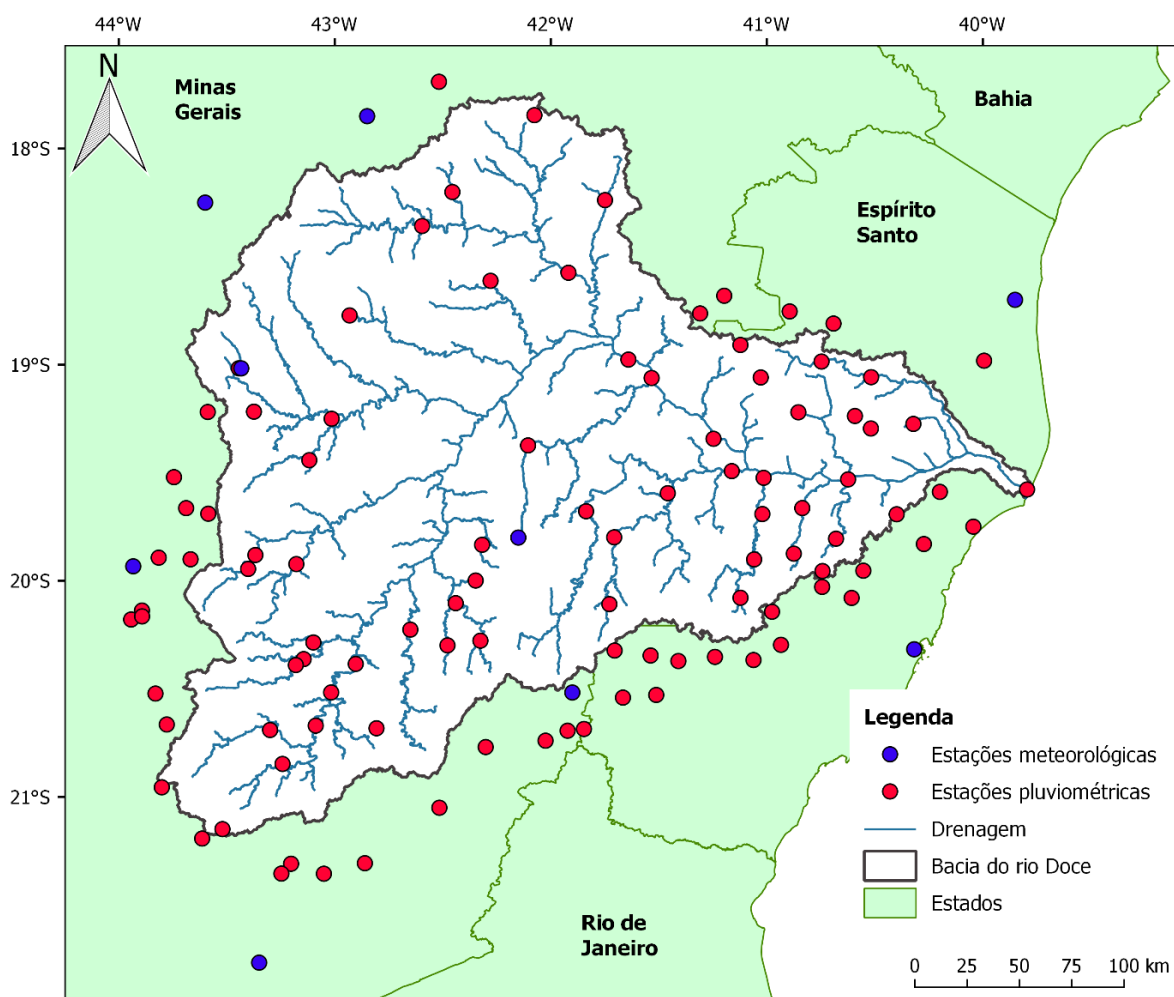 44°W 43°W 42°W 41°W 40°W
N
Minas
Gerais
Bahia
18°S
Espírito
Santo
19°S
20°S
21°S
Legenda
Estações meteorológicas
Estações pluviométricas
Drenagem
Bacia do rio Doce
Estados
Rio de
Janeiro
0 25 50 75 100 km